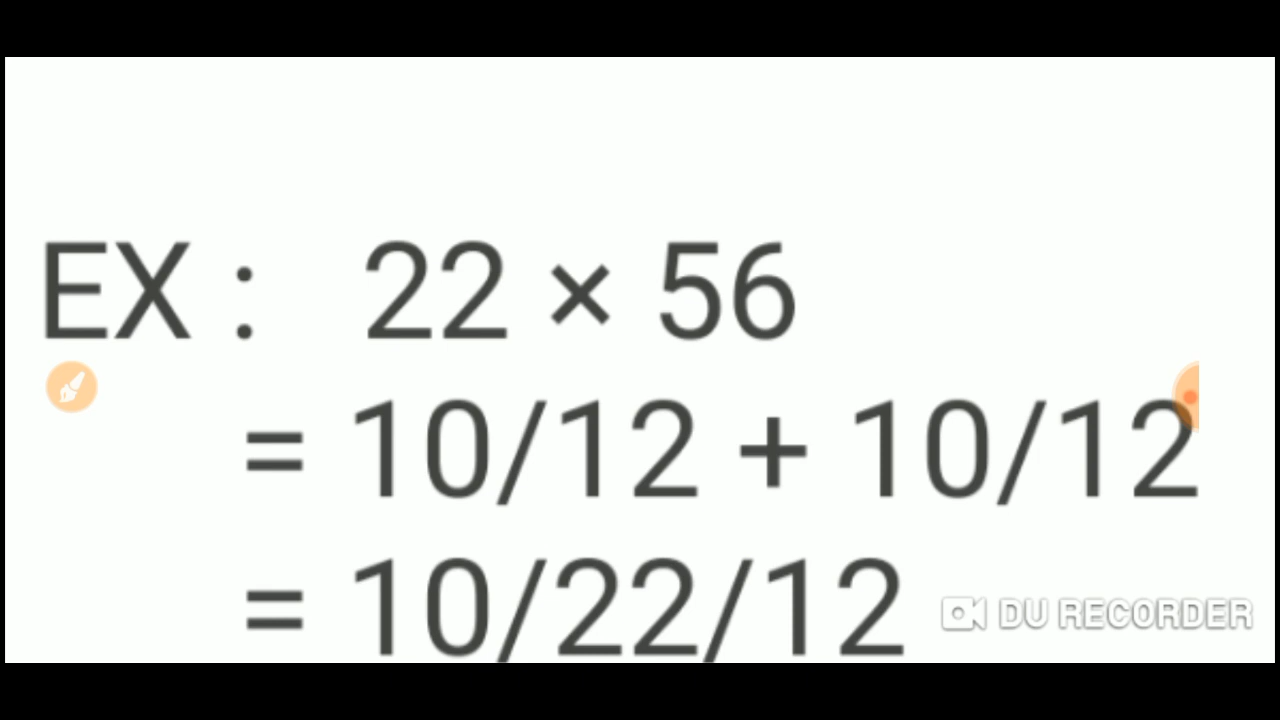 EX : 22 × 56
= 10/12 + 10/12
= 10/22/12
DU RECORDER